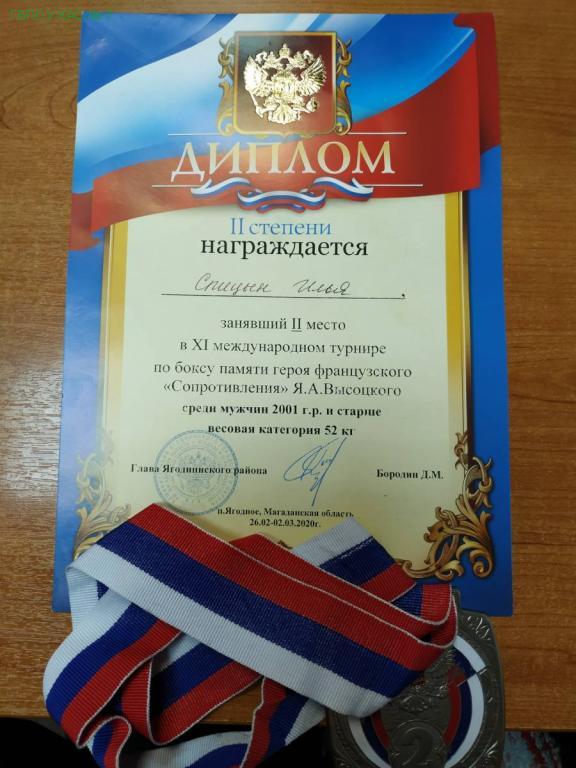 ДИПЛОМ
II степени
награждается
Спицын Илья,
занявший II место
в XI международном турнире
по боксу памяти героя французского
«Сопротивления» Я.А.Высоцкого
среди мужчин 2001 г.р. и старше
весовая категория 52 кг
Глава Ягоднинского района Бородин Д.М.
п.Ягодное, Магаданская область
26.02-02.03.2020г.
2